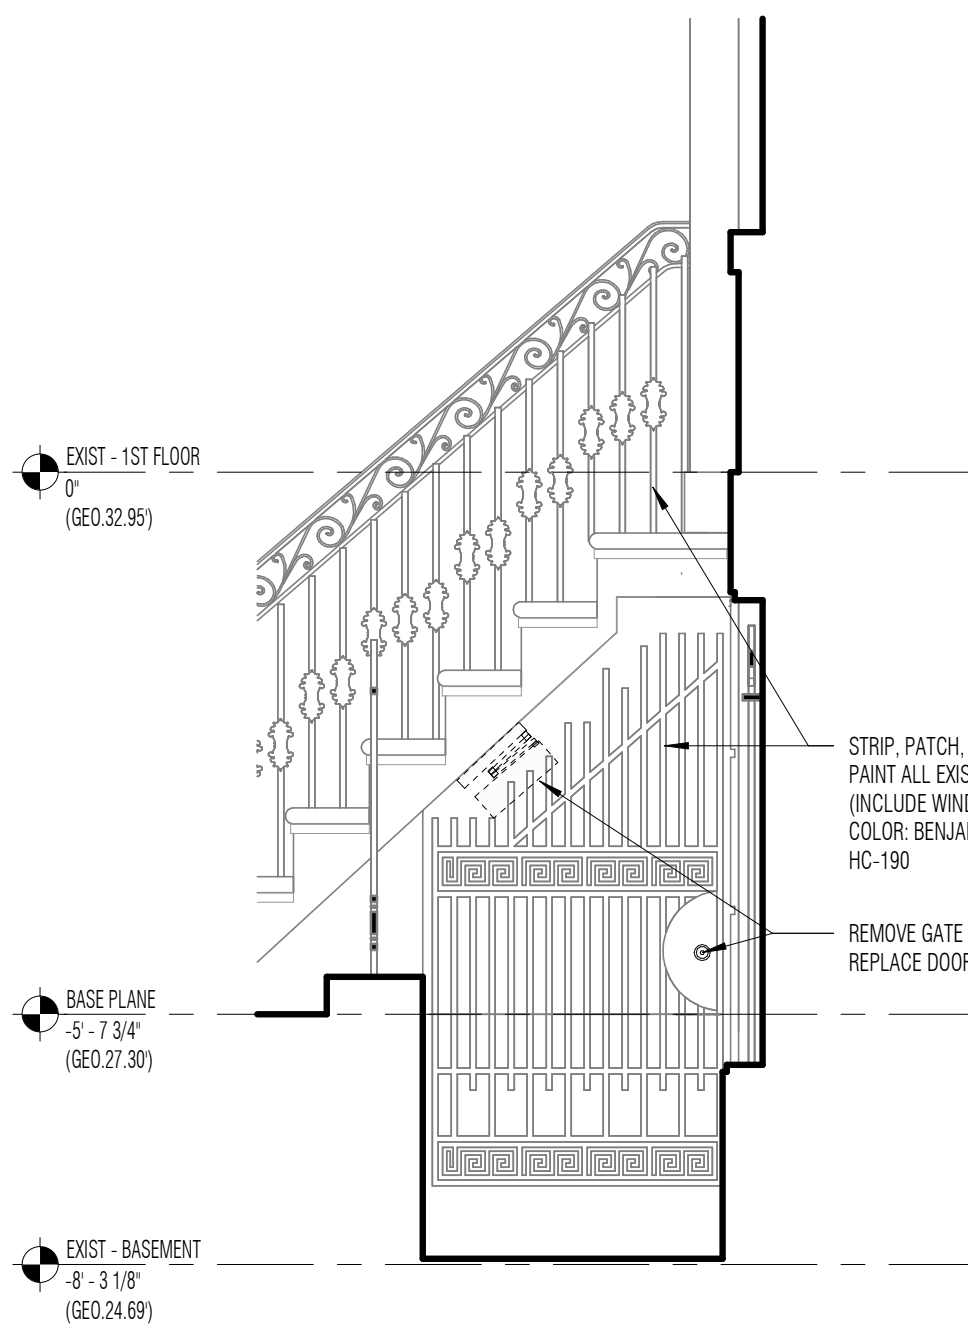 EXIST - 1ST FLOOR
0"
(GEO.32.95')
STRIP, PATCH,
PAINT ALL EXIS
(INCLUDE WIND
COLOR: BENJA
HC-190
REMOVE GATE
REPLACE DOOR
BASE PLANE
-5' - 7 3/4"
(GEO.27.30')
EXIST - BASEMENT
-8' - 3 1/8"
(GEO.24.69')